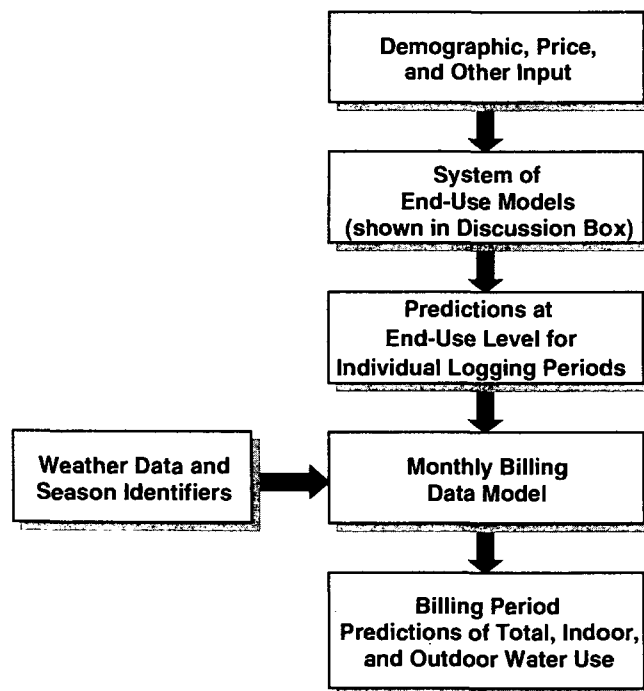 Demographic, Price,
and Other Input
System of
End-Use Models
(shown in Discussion Box)
Predictions at
End-Use Level for
Individual Logging Periods
Weather Data and
Season Identifiers
Monthly Billing
Data Model
Billing Period
Predictions of Total, Indoor,
and Outdoor Water Use